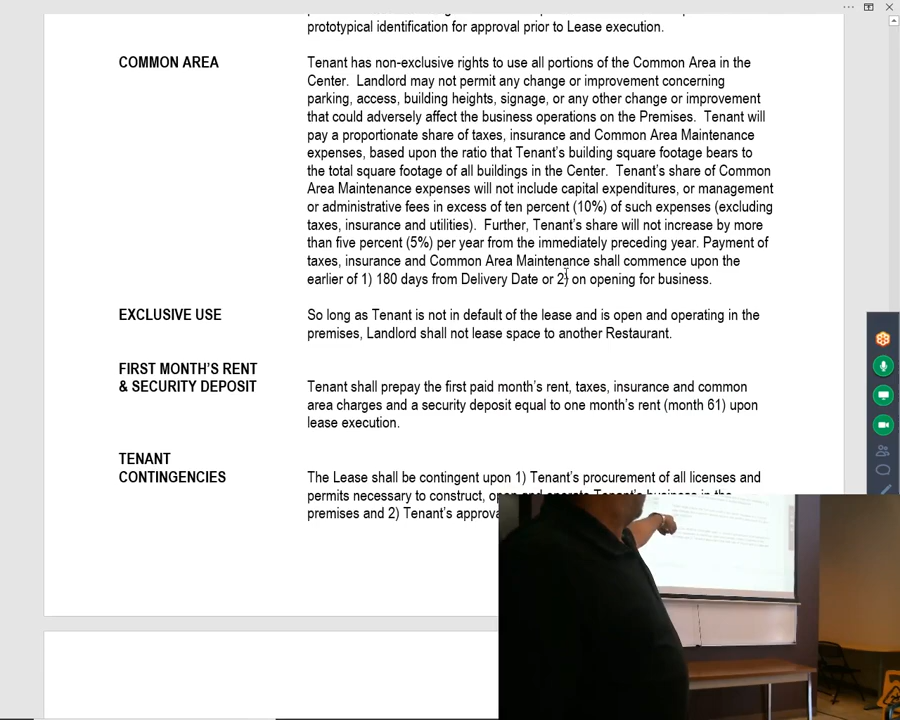 prototypical identification for approval prior to Lease execution.
COMMON AREA
Tenant has non-exclusive rights to use all portions of the Common Area in the
Center. Landlord may not permit any change or improvement concerning
parking, access, building heights, signage, or any other change or improvement
that could adversely affect the business operations on the Premises. Tenant will
pay a proportionate share of taxes, insurance and Common Area Maintenance
expenses, based upon the ratio that Tenant's building square footage bears to
the total square footage of all buildings in the Center. Tenant's share of Common
Area Maintenance expenses will not include capital expenditures, or management
or administrative fees in excess of ten percent (10%) of such expenses (excluding
taxes, insurance and utilities). Further, Tenant's share will not increase by more
than five percent (5%) per year from the immediately preceding year. Payment of
taxes, insurance and Common Area Maintenance shall commence upon the
earlier of 1) 180 days from Delivery Date or 2) on opening for business.
EXCLUSIVE USE
So long as Tenant is not in default of the lease and is open and operating in the
premises, Landlord shall not lease space to another Restaurant.
FIRST MONTH'S RENT
& SECURITY DEPOSIT
Tenant shall prepay the first paid month's rent, taxes, insurance and common
area charges and a security deposit equal to one month's rent (month 61) upon
lease execution.
TENANT
CONTINGENCIES
The Lease shall be contingent upon 1) Tenant's procurement of all licenses and
permits necessary to construct, open and operate Tenant's business in the
premises and 2) Tenant's approva